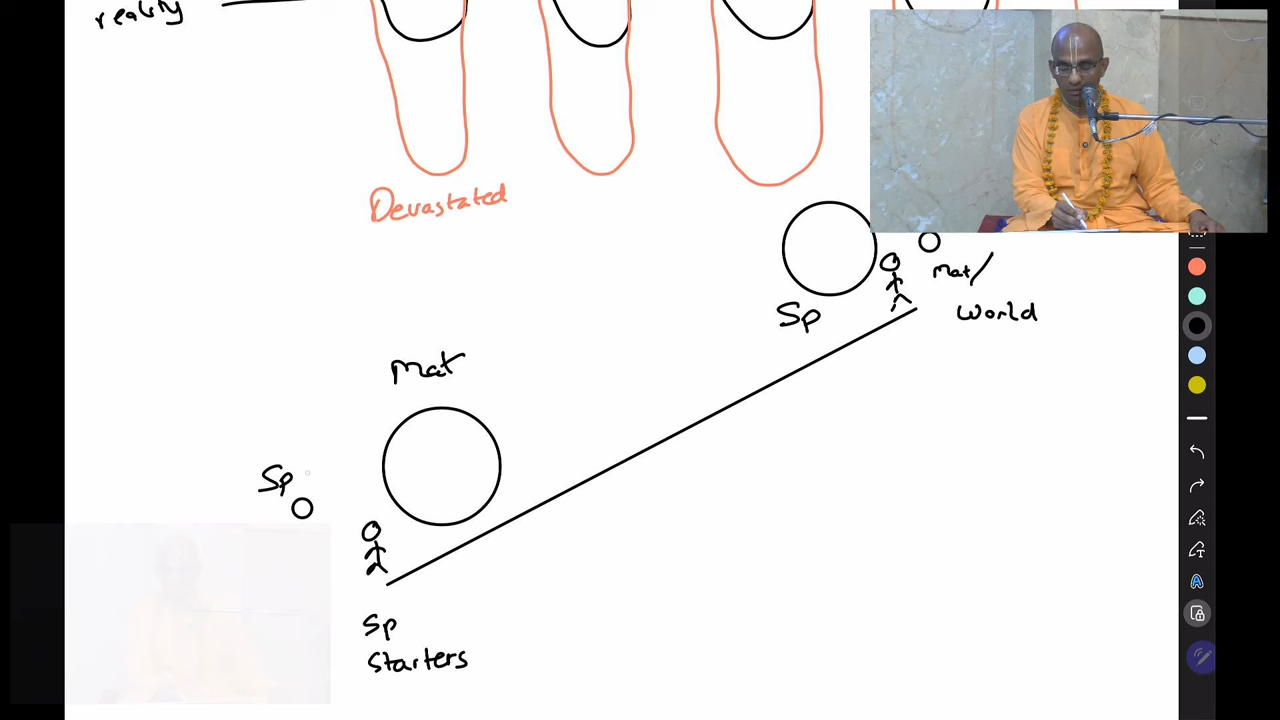 reality
Devastated
Sp
Mat/
World
Mat
Sp
Sp
Starters